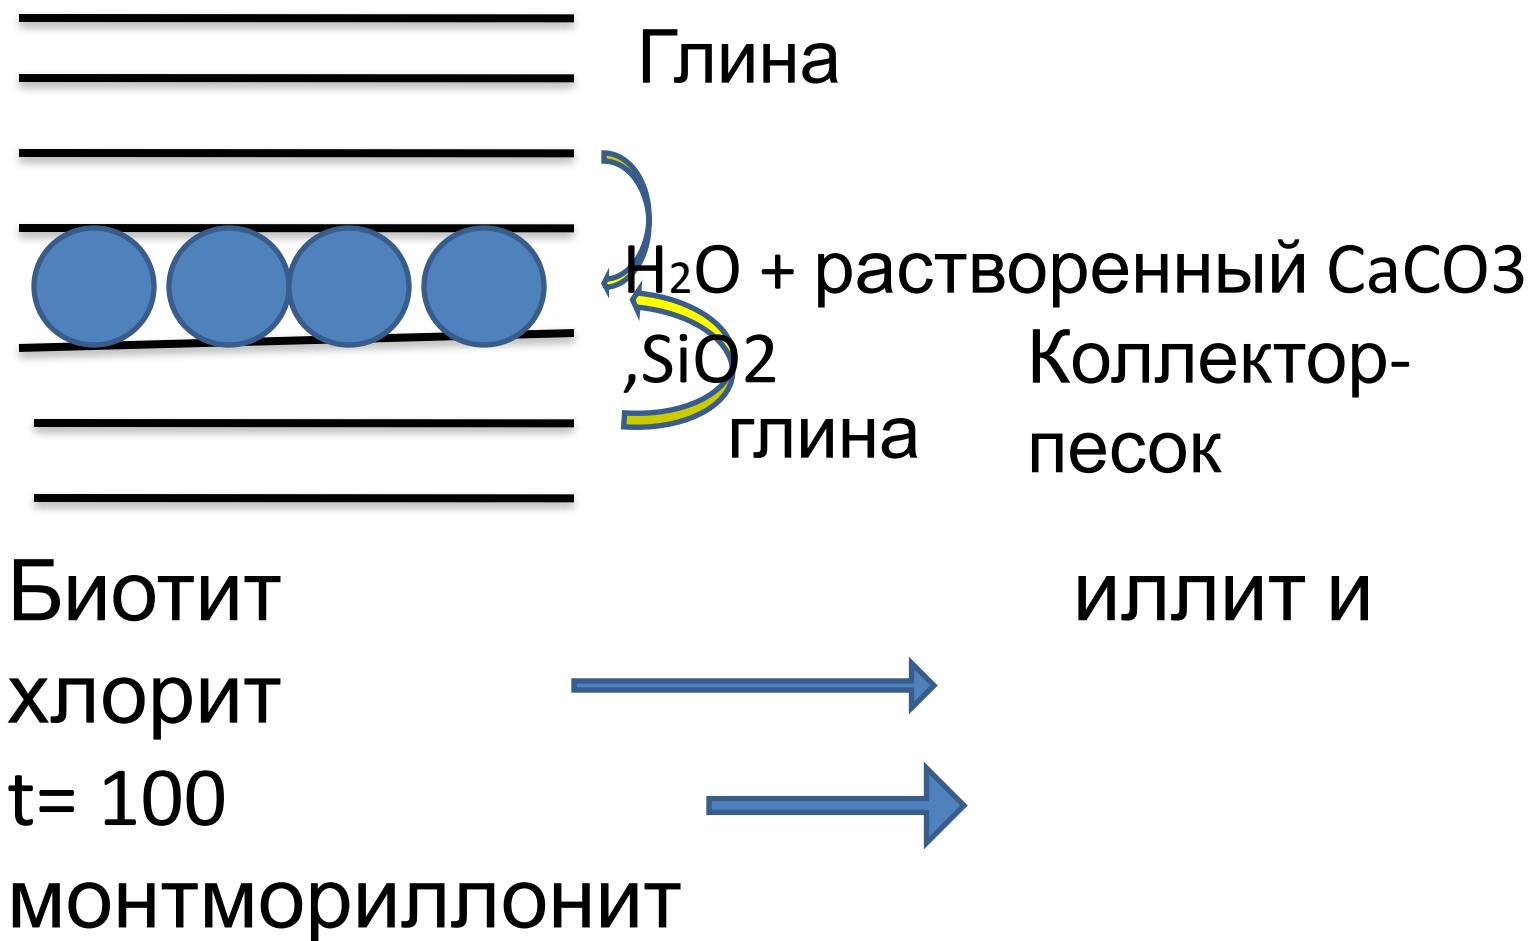 Глина
H2O + растворенный CaCO3
,SiO2 Коллектор-
глина песок
Биотит иллит и
хлорит
t= 100
монтмориллонит